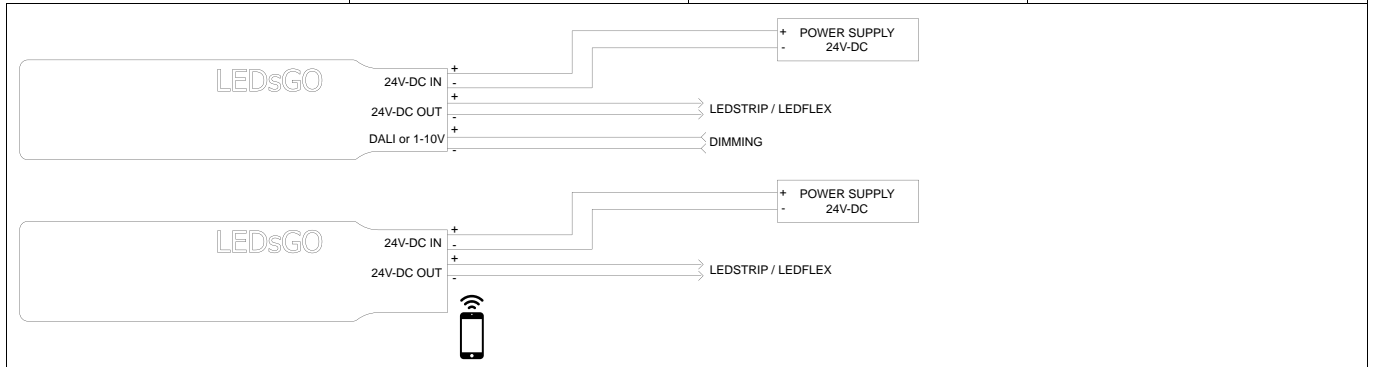 + POWER SUPPLY
- 24V-DC
LEDsGO
24V-DC IN
+
-
24V-DC OUT
+
-
LEDSTRIP / LEDFLEX
DALI or 1-10V
+
-
DIMMING
+ POWER SUPPLY
- 24V-DC
LEDsGO
24V-DC IN
+
-
24V-DC OUT
+
-
LEDSTRIP / LEDFLEX